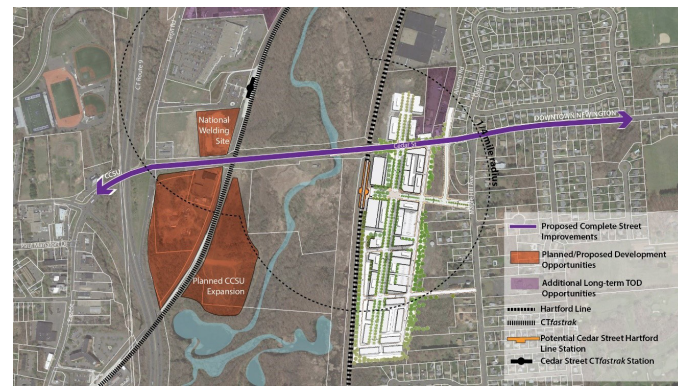 CT Route 9
National
Welding
Site
CCSU
Cedar St
DOWNTOWN NEWINGTON
1/4 mile radius
Planned CCSU
Expansion
Proposed Complete Street
Improvements
Planned/Proposed Development
Opportunities
Additional Long-term TOD
Opportunities
Hartford Line
CTfastrak
Potential Cedar Street Hartford
Line Station
Cedar Street CTfastrak Station